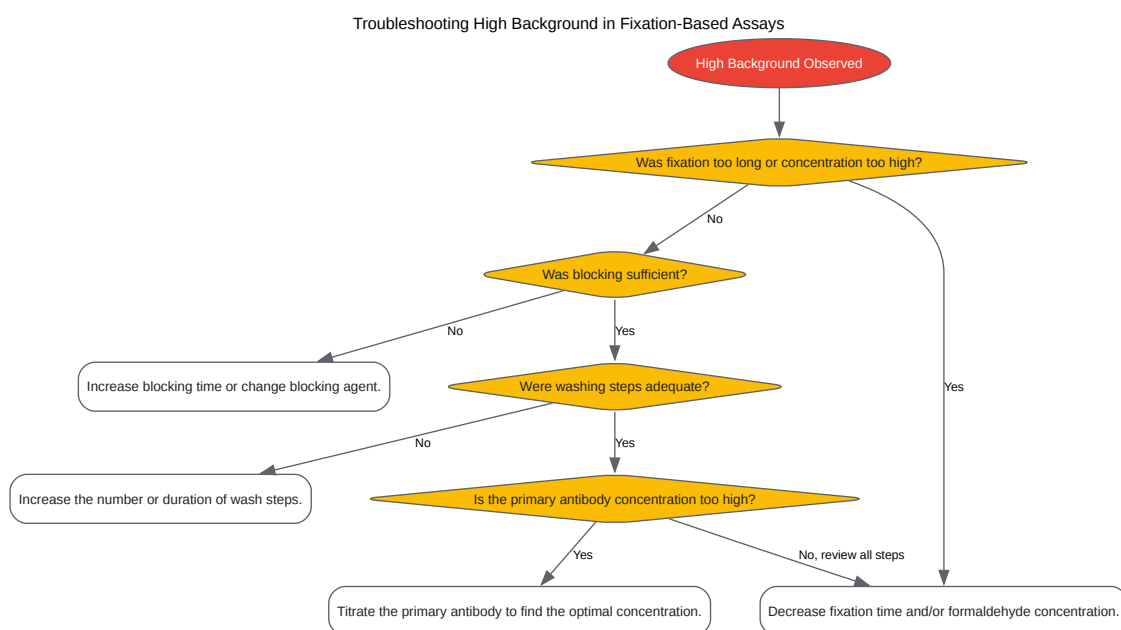 Troubleshooting High Background in Fixation-Based Assays
High Background Observed
Was fixation too long or concentration too high?
No
Was blocking sufficient?
No
Yes
Increase blocking time or change blocking agent.
Were washing steps adequate?
Yes
No
Yes
Increase the number or duration of wash steps.
Is the primary antibody concentration too high?
Yes
No, review all steps
Titrate the primary antibody to find the optimal concentration.
Decrease fixation time and/or formaldehyde concentration.